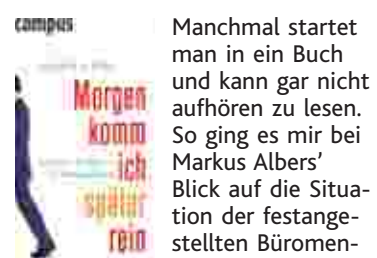 campus
Morgen
komm
ich
später
rein
Manchmal startet
man in ein Buch
und kann gar nicht
aufhören zu lesen.
So ging es mir bei
Markus Albers’
Blick auf die Situa-
tion der festange-
stellten Büromen-